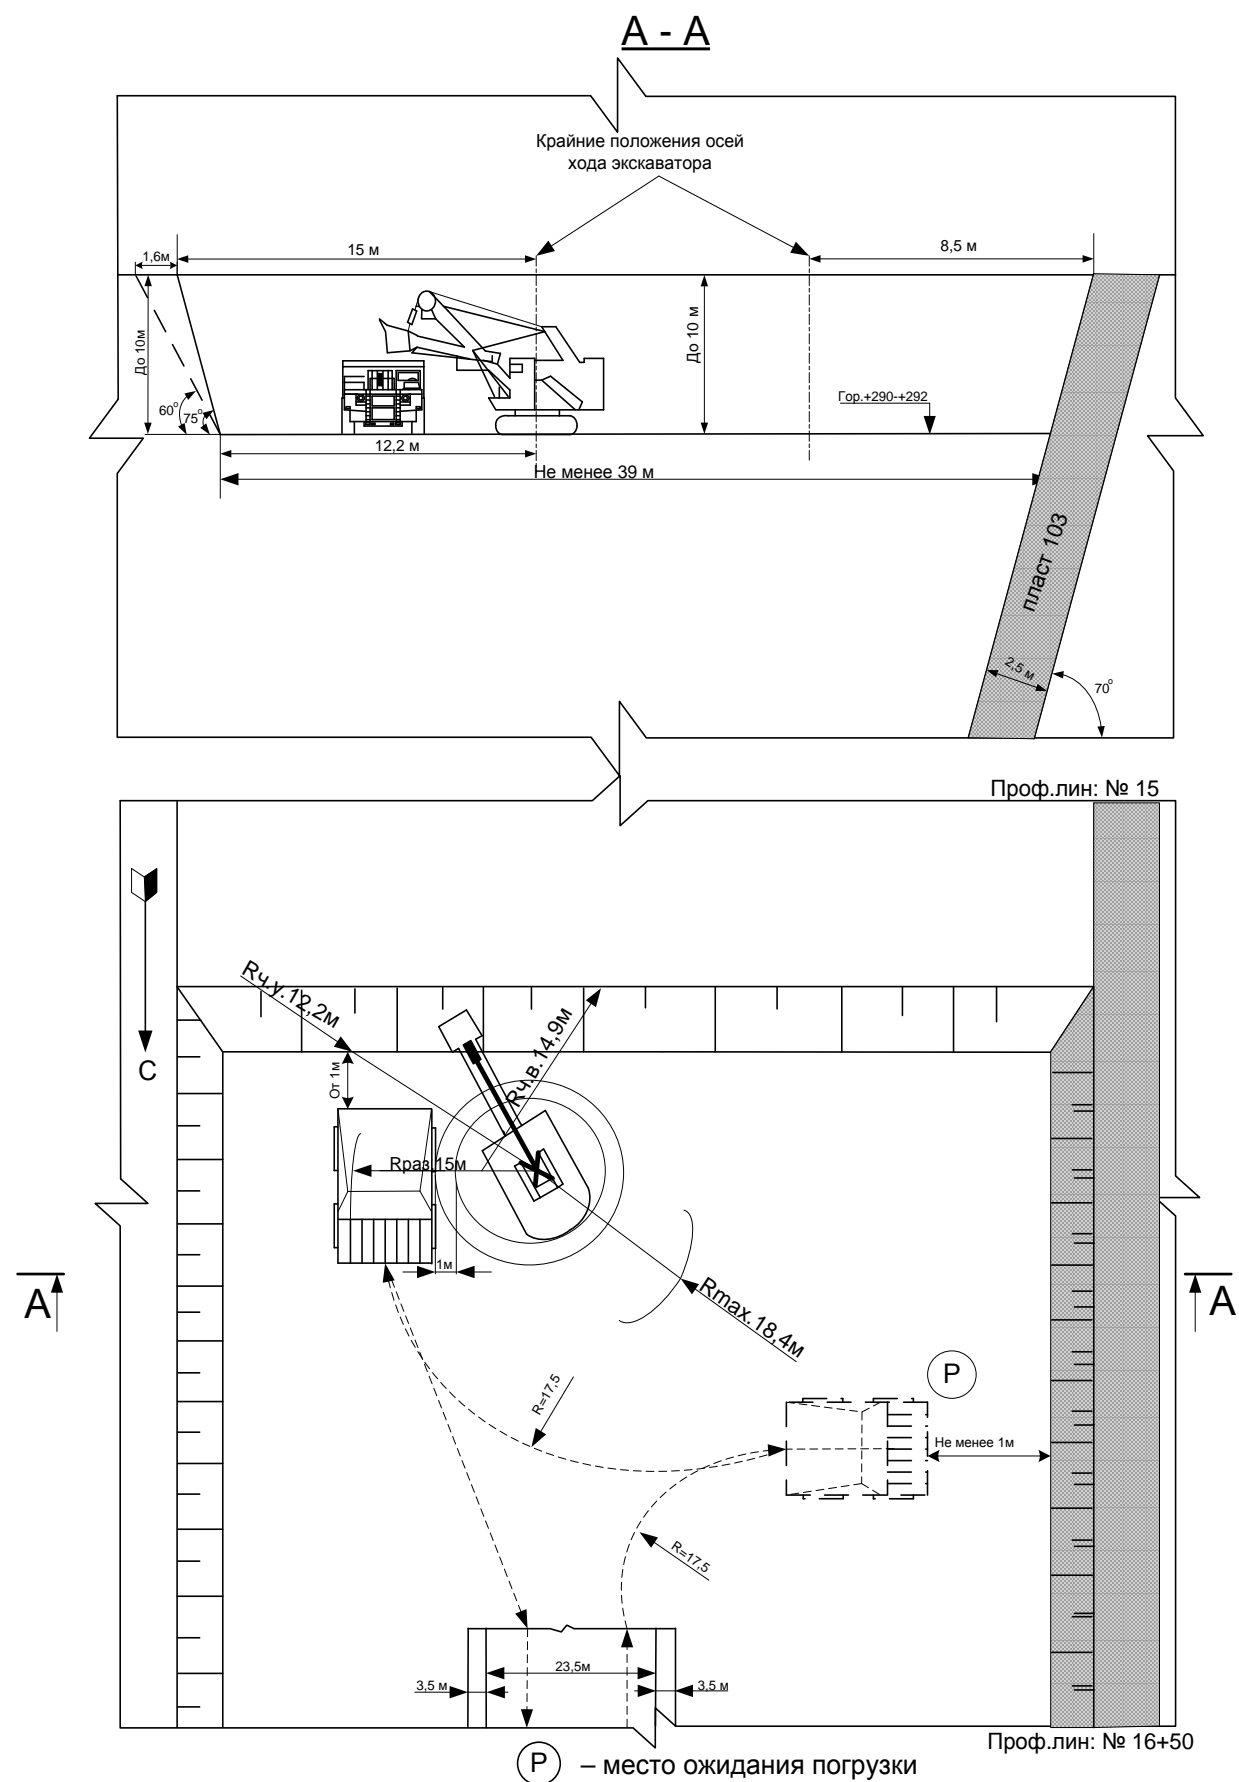 А - А
Крайние положения осей
хода экскаватора
1,6м
15 м
8,5 м
До 10м
До 10 м
60°
75°
Гор.+290-+292
12,2 м
Не менее 39 м
пласт 103
2,5 м
70°
Проф.лин: № 15
С
Rч.у.12,2м
Rч.в.14,9м
От 1м
Rраз.15м
1м
Rmax.18,4м
А
А
Р
R=17,5
Не менее 1м
R=17,5
23,5м
3,5 м
3,5 м
Проф.лин: № 16+50
Р – место ожидания погрузки